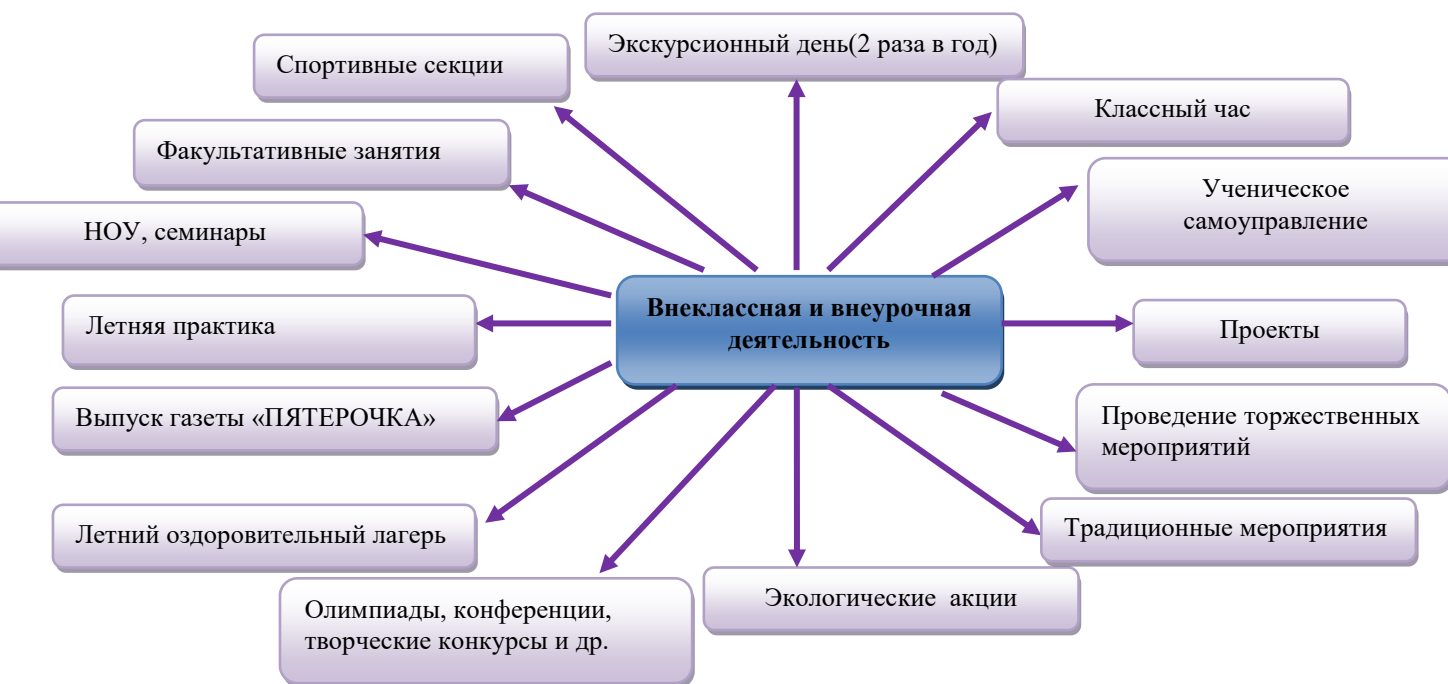 Экскурсионный день(2 раза в год)
Спортивные секции
Классный час
Факультативные занятия
Ученическое
самоуправление
НОУ, семинары
Внеклассная и внеурочная
деятельность
Летняя практика
Проекты
Выпуск газеты «ПЯТЕРОЧКА»
Проведение торжественных
мероприятий
Летний оздоровительный лагерь
Традиционные мероприятия
Олимпиады, конференции,
творческие конкурсы и др.
Экологические акции